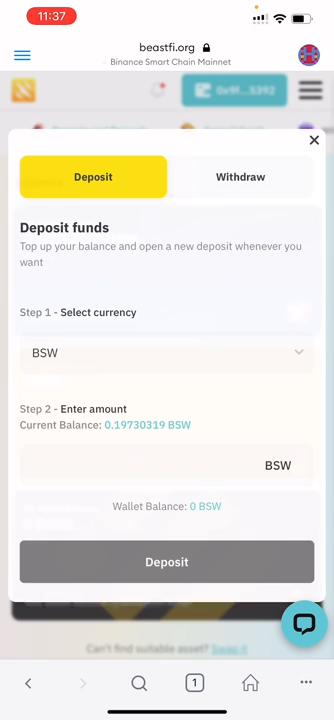 11:37
beastfi.org
Binance Smart Chain Mainnet
0x9f...5392
Deposit
Withdraw
Deposit funds
Top up your balance and open a new deposit whenever you
want
Step 1 - Select currency
BSW
Step 2 - Enter amount
Current Balance: 0.19730319 BSW
BSW
Wallet Balance: 0 BSW
Deposit
Can't find suitable asset? Swap it
1